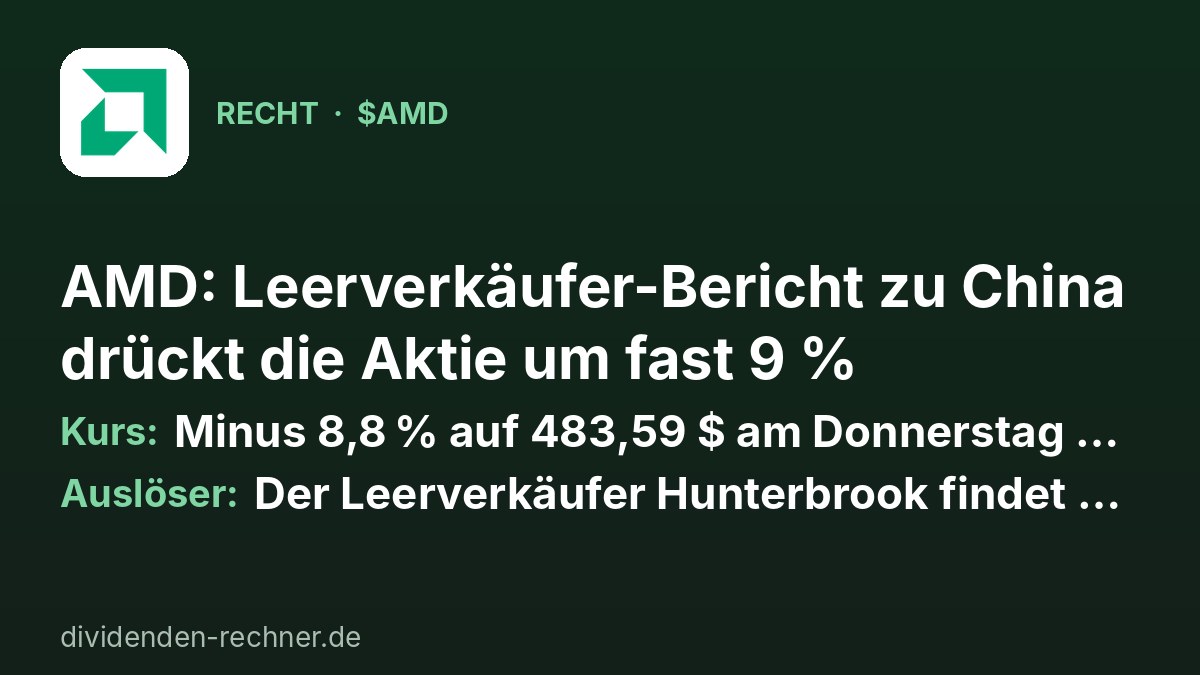 RECHT · $AMD
AMD: Leerverkäufer-Bericht zu China
drückt die Aktie um fast 9 %
Kurs: Minus 8,8 % auf 483,59 $ am Donnerstag ...
Auslöser: Der Leerverkäufer Hunterbrook findet ...
dividenden-rechner.de